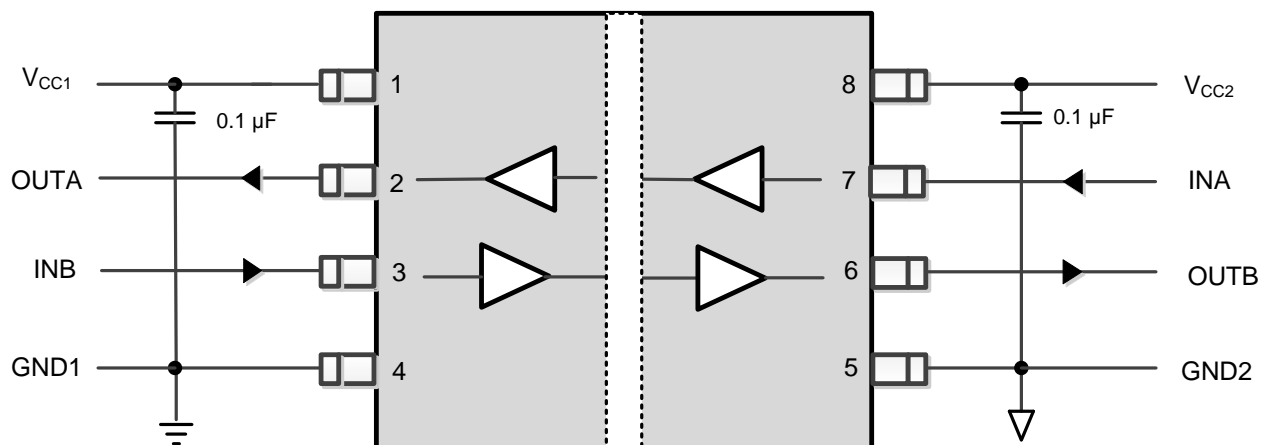 VCC1
1
8
VCC2
0.1 µF
0.1 µF
OUTA
2
7
INA
INB
3
6
OUTB
GND1
4
5
GND2